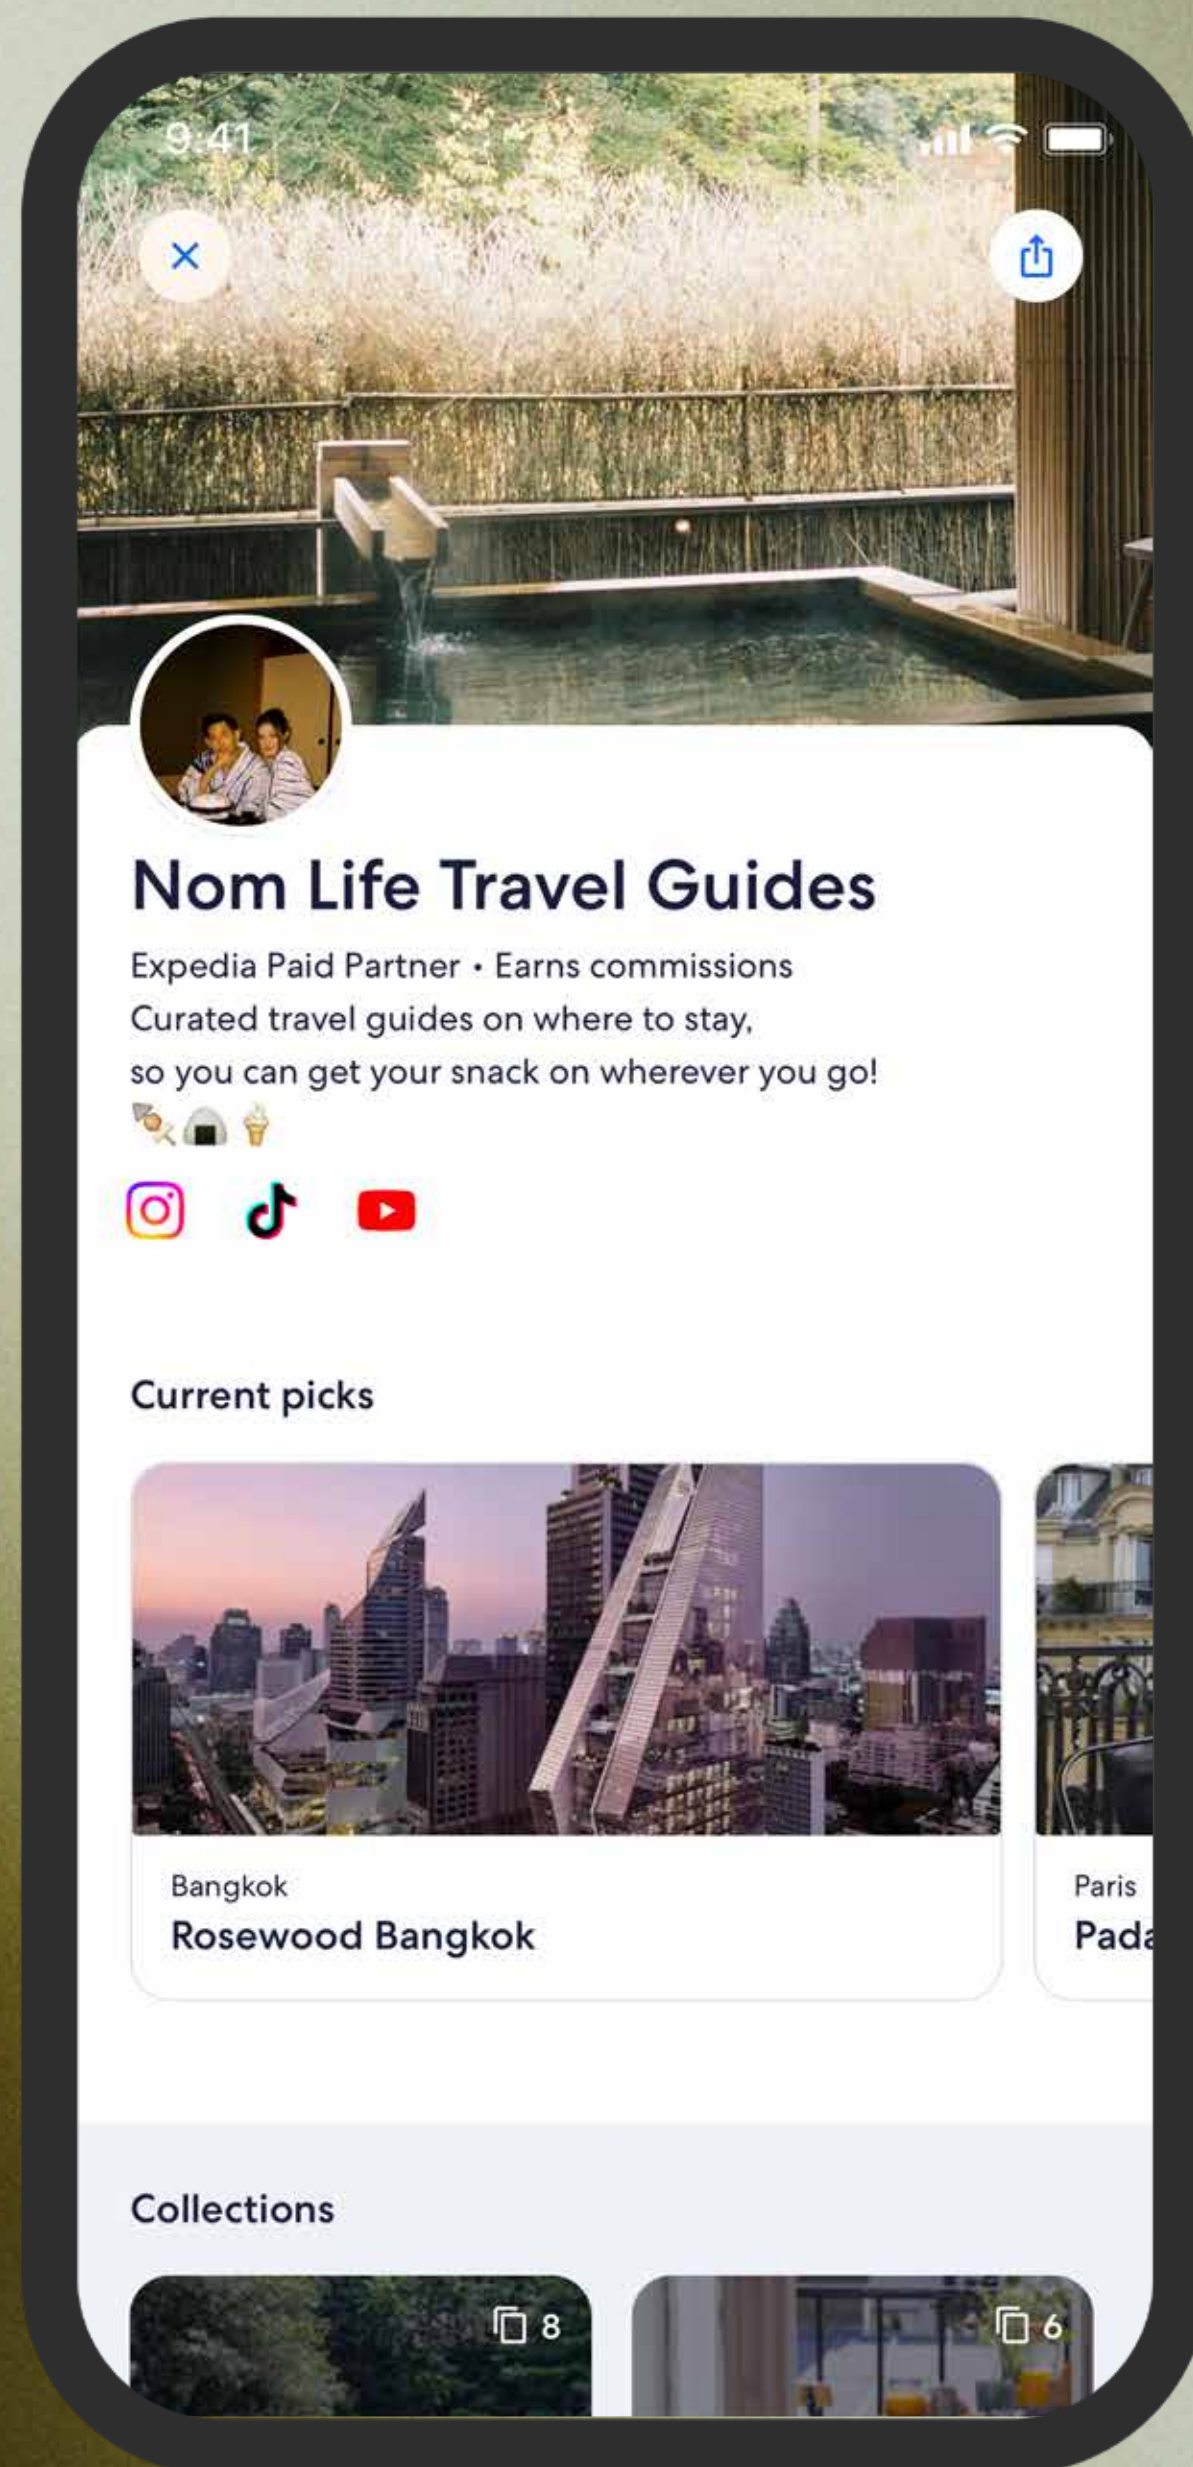 9:41
Nom Life Travel Guides
Expedia Paid Partner • Earns commissions
Curated travel guides on where to stay,
so you can get your snack on wherever you go!
🍢🍙🍦
Current picks
Bangkok
Rosewood Bangkok
Paris
Collections
8
6